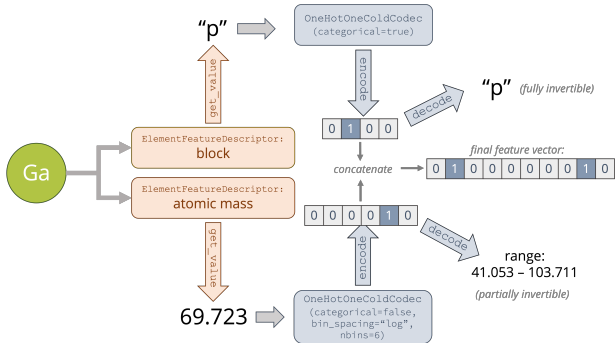 "p"
OneHotOneColdCodec
(categorical=true)
get_value
encode
decode
"p" (fully invertible)
0 1 0 0
ElementFeatureDescriptor:
block
Ga
concatenate
final feature vector:
0 1 0 0 0 0 0 0 1 0
ElementFeatureDescriptor:
atomic mass
0 0 0 0 1 0
get_value
encode
decode
range:
41.053 – 103.711
(partially invertible)
69.723
OneHotOneColdCodec
(categorical=false,
bin_spacing="log",
nbins=6)